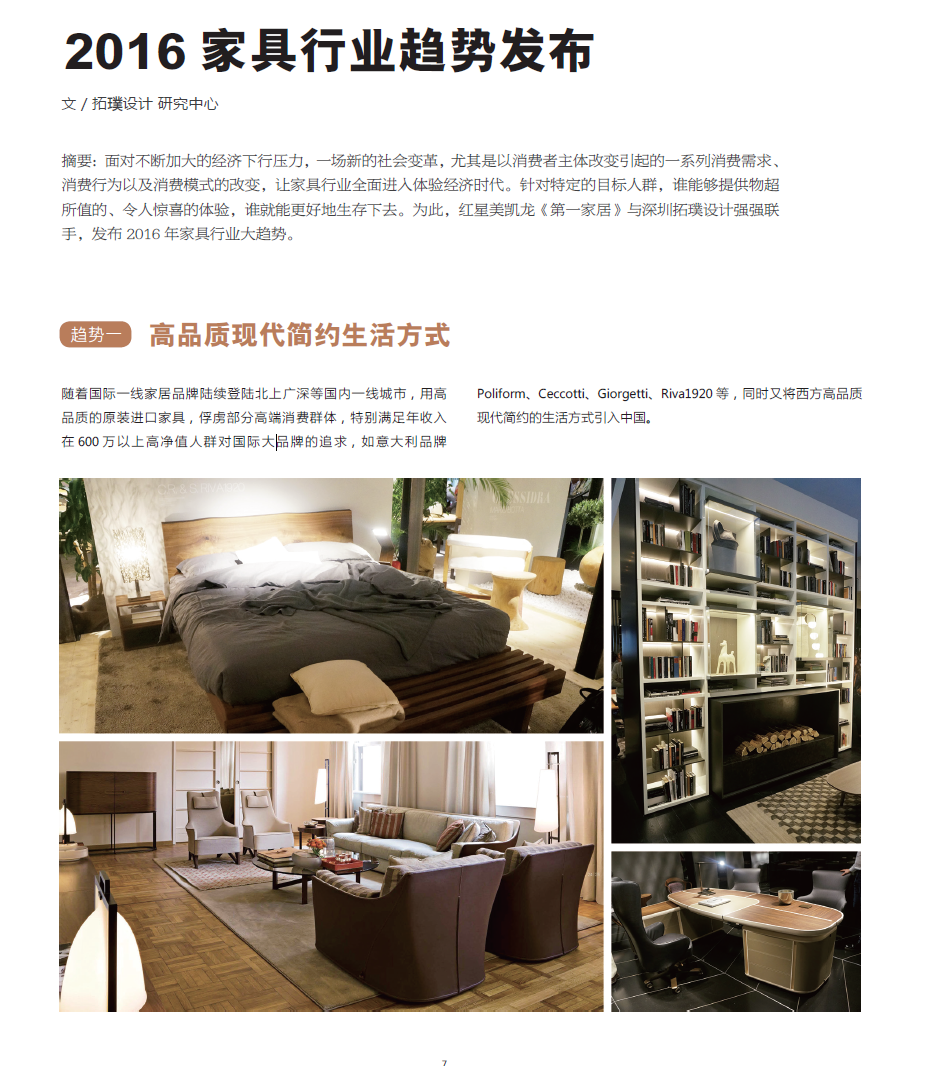 2016 家具行业趋势发布
文 / 拓璞设计 研究中心
摘要：面对不断加大的经济下行压力，一场新的社会变革，尤其是以消费者主体改变引起的一系列消费需求、
消费行为以及消费模式的改变，让家具行业全面进入体验经济时代。针对特定的目标人群，谁能够提供物超
所值的、令人惊喜的体验，谁就能更好地生存下去。为此，红星美凯龙《第一家居》与深圳拓璞设计强强联
手，发布 2016 年家具行业大趋势。
趋势一
高品质现代简约生活方式
随着国际一线家居品牌陆续登陆北上广深等国内一线城市，用高
品质的原装进口家具，俘虏部分高端消费群体，特别满足年收入
在 600 万以上高净值人群对国际大品牌的追求，如意大利品牌
Poliform、Ceccotti、Giorgetti、Riva1920 等，同时又将西方高品质
现代简约的生活方式引入中国。
7